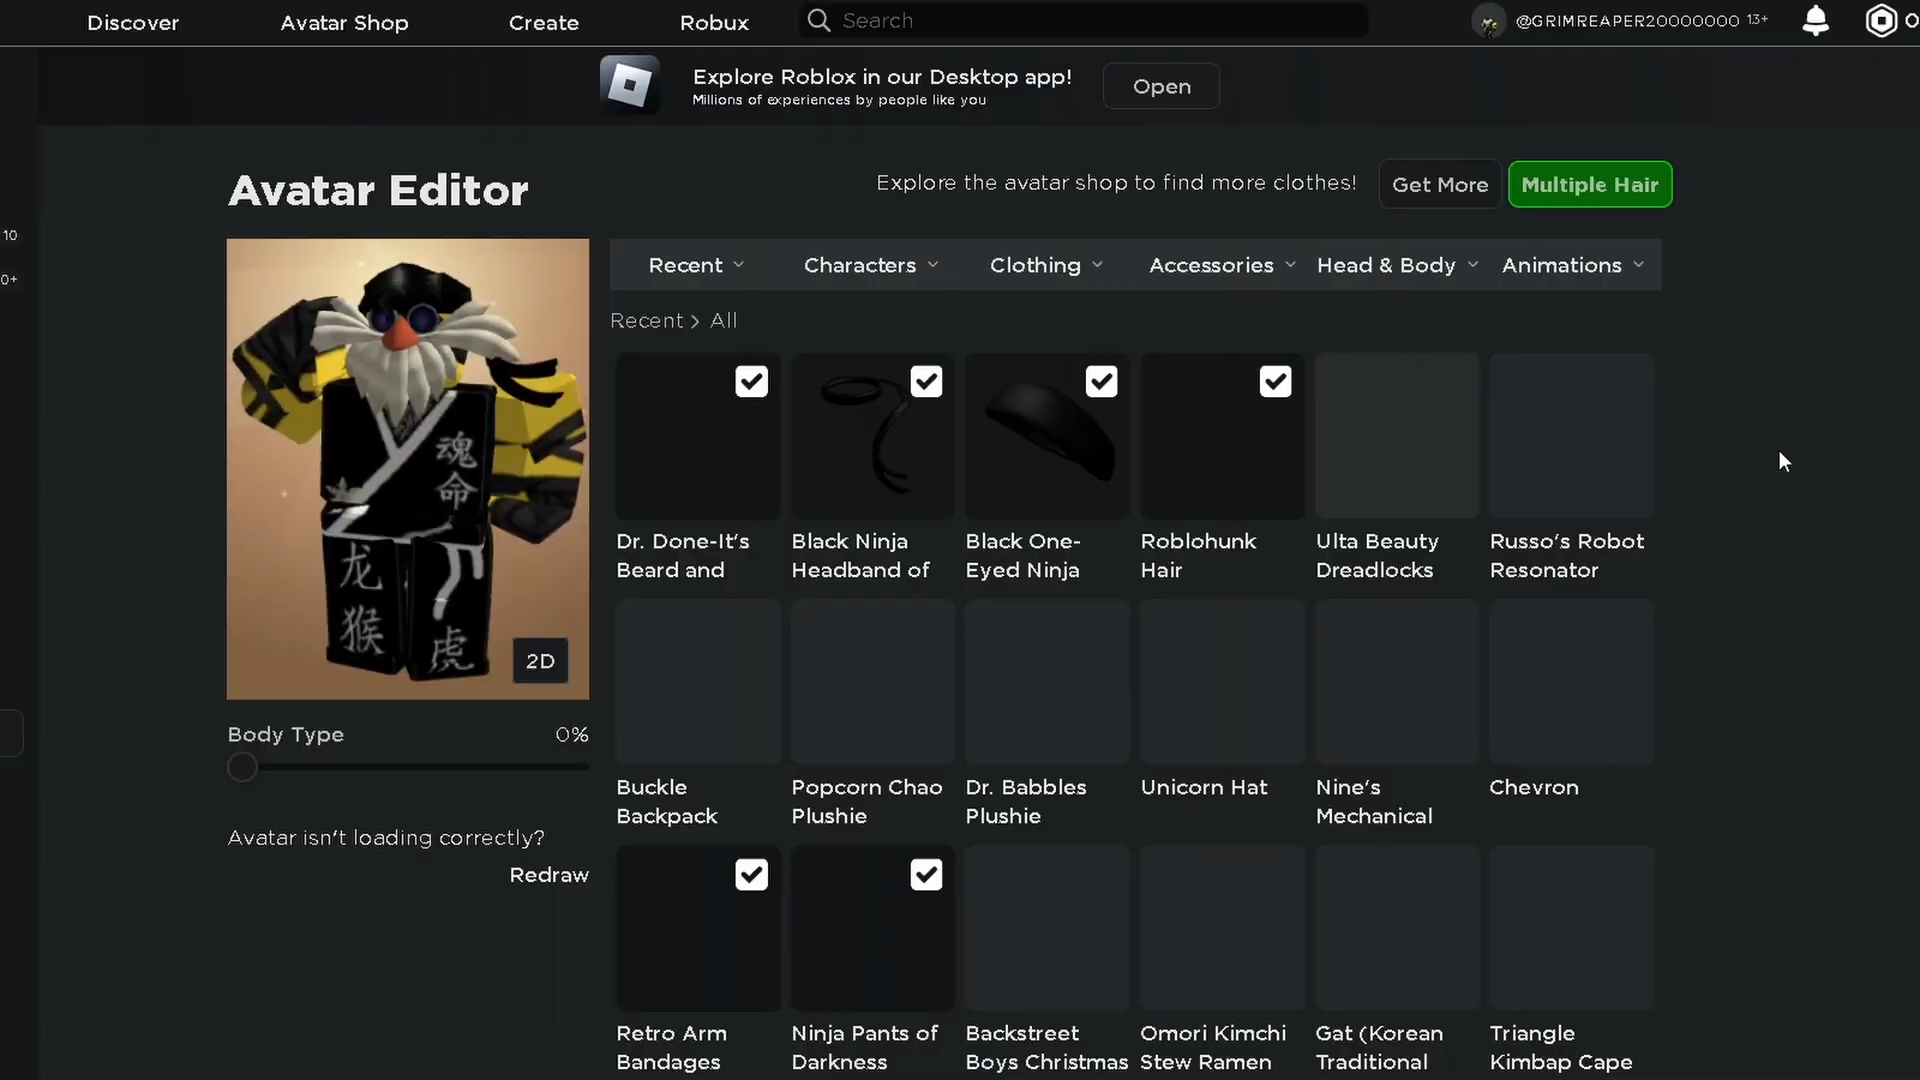 Discover Avatar Shop Create Robux Search @GRIMREAPER20000000 13+ 0
Explore Roblox in our Desktop app!
Millions of experiences by people like you
Open
Avatar Editor
Explore the avatar shop to find more clothes! Get More Multiple Hair
10
0+
Recent Characters Clothing Accessories Head & Body Animations
Recent > All
魂
命
龙
猴
虎
2D
Dr. Done-It's
Beard and
Black Ninja
Headband of
Black One-
Eyed Ninja
Roblohunk
Hair
Ulta Beauty
Dreadlocks
Russo's Robot
Resonator
Body Type 0%
Buckle
Backpack
Popcorn Chao
Plushie
Dr. Babbles
Plushie
Unicorn Hat
Nine's
Mechanical
Chevron
Avatar isn't loading correctly?
Redraw
Retro Arm
Bandages
Ninja Pants of
Darkness
Backstreet
Boys Christmas
Omori Kimchi
Stew Ramen
Gat (Korean
Traditional
Triangle
Kimbap Cape